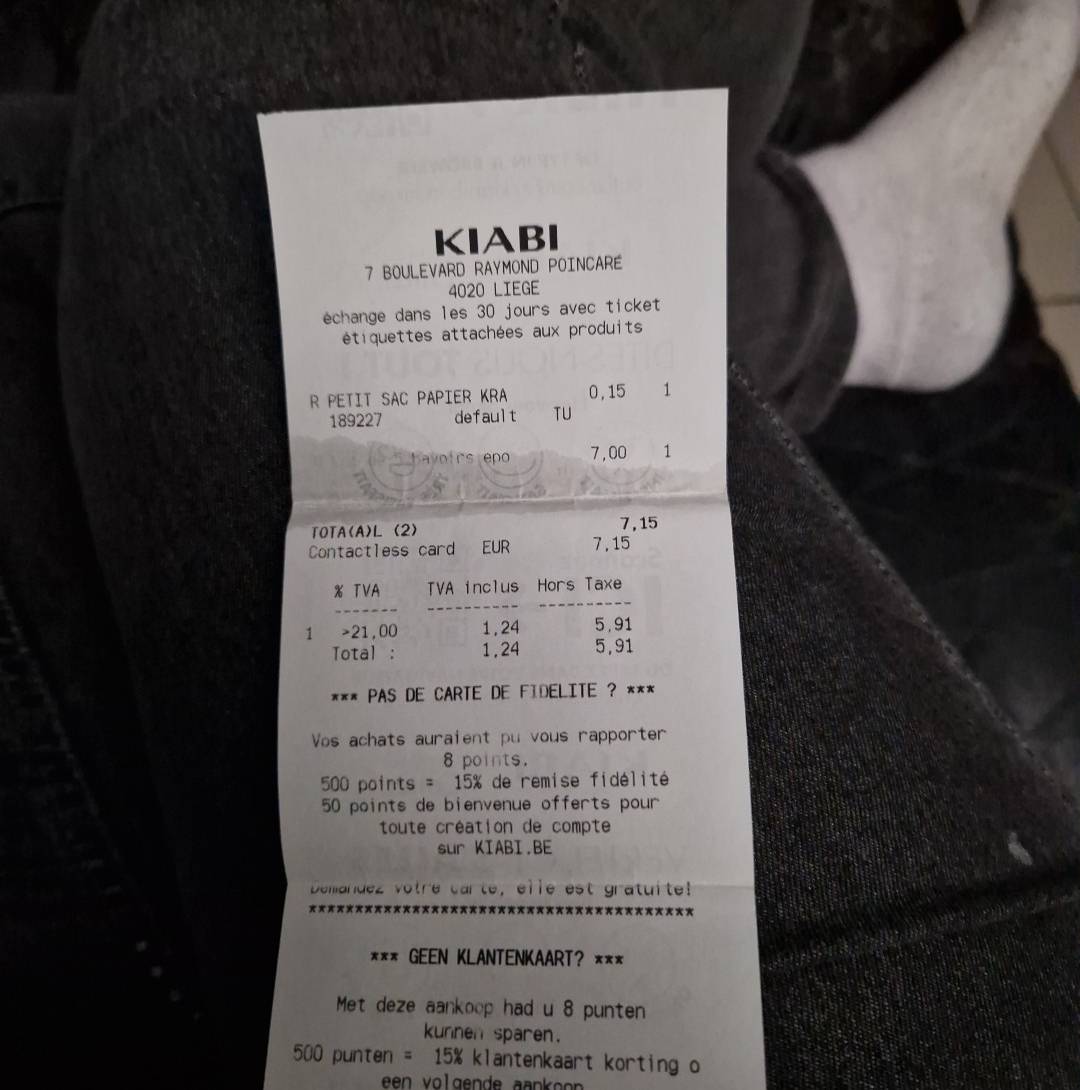 KIABI
7 BOULEVARD RAYMOND POINCARÉ
4020 LIEGE
échange dans les 30 jours avec ticket
étiquettes attachées aux produits
R PETIT SAC PAPIER KRA 0,15 1
189227 default TU
bavoirs epo 7,00 1
TOTA(A)L (2) 7,15
Contactless card EUR 7,15
% TVA TVA inclus Hors Taxe
------- ---------- ----------
1 >21,00 1,24 5,91
Total : 1,24 5,91
*** PAS DE CARTE DE FIDELITE ? ***
Vos achats auraient pu vous rapporter
8 points.
500 points = 15% de remise fidélité
50 points de bienvenue offerts pour
toute création de compte
sur KIABI.BE
Demandez votre carte, elle est gratuite!
****************************************
*** GEEN KLANTENKAART? ***
Met deze aankoop had u 8 punten
kunnen sparen.
500 punten = 15% klantenkaart korting o
een volgende aankoop